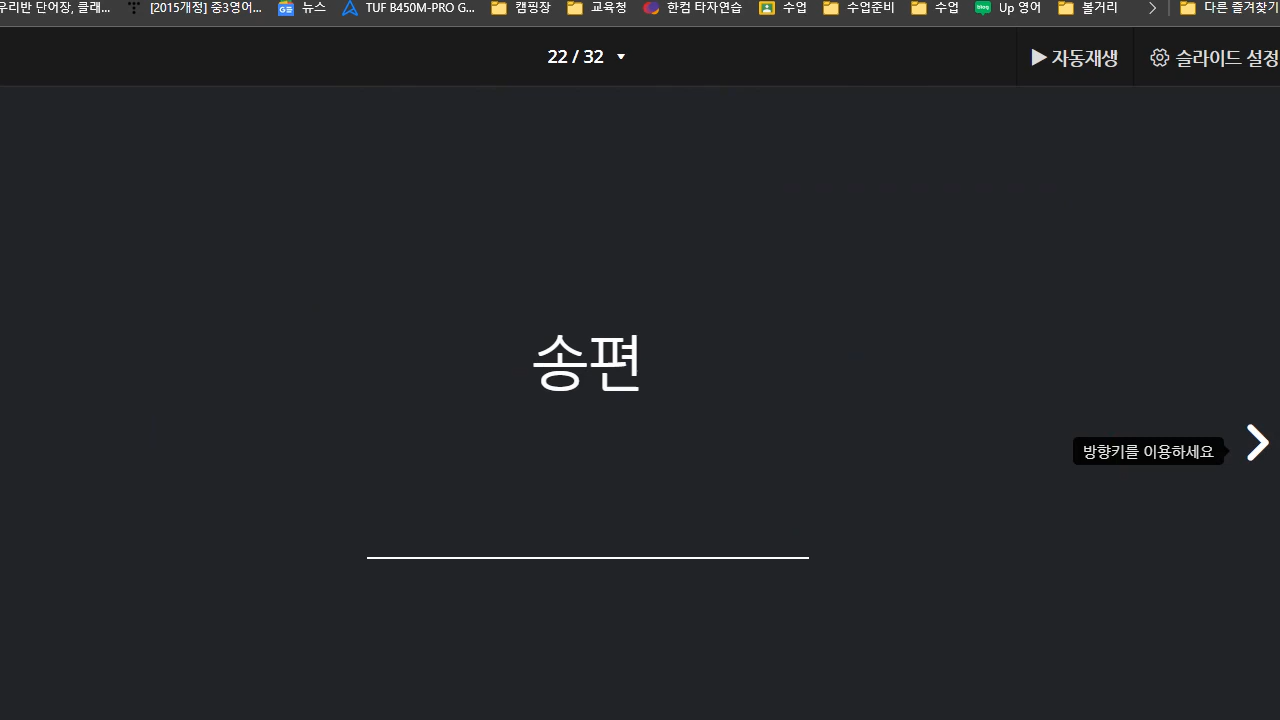 우리반 단어장, 클래... [2015개정] 중3영어... 뉴스 TUF B450M-PRO G... 캠핑장 교육청 한컴 타자연습 수업 수업준비 수업 Up 영어 볼거리 다른 즐겨찾기
22 / 32 자동재생 슬라이드 설정
송편
방향키를 이용하세요